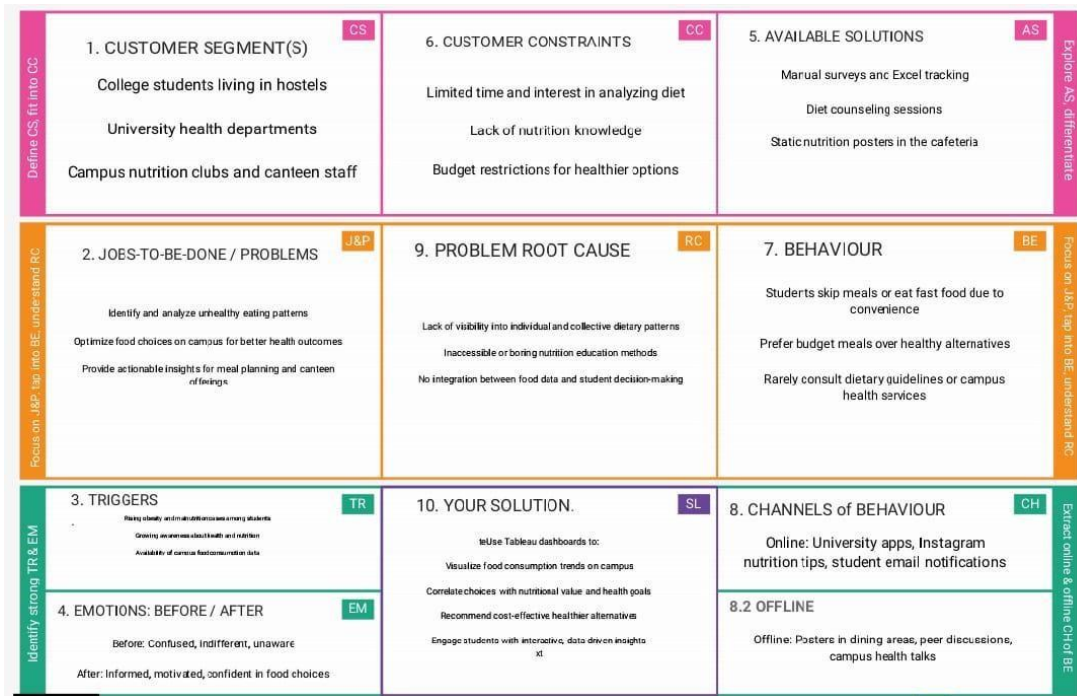 Define CS, fit into CC
1. CUSTOMER SEGMENT(S)
CS
College students living in hostels
University health departments
Campus nutrition clubs and canteen staff
6. CUSTOMER CONSTRAINTS
CC
Limited time and interest in analyzing diet
Lack of nutrition knowledge
Budget restrictions for healthier options
5. AVAILABLE SOLUTIONS
AS
Manual surveys and Excel tracking
Diet counseling sessions
Static nutrition posters in the cafeteria
Explore AS, differentiate
Focus on J&P, tap into BE, understand RC
2. JOBS-TO-BE-DONE / PROBLEMS
J&P
Identify and analyze unhealthy eating patterns
Optimize food choices on campus for better health outcomes
Provide actionable insights for meal planning and canteen
offerings
9. PROBLEM ROOT CAUSE
RC
Lack of visibility into individual and collective dietary patterns
Inaccessible or boring nutrition education methods
No integration between food data and student decision-making
7. BEHAVIOUR
BE
Students skip meals or eat fast food due to
convenience
Prefer budget meals over healthy alternatives
Rarely consult dietary guidelines or campus
health services
Focus on J&P, tap into BE, understand RC
Identify strong TR & EM
3. TRIGGERS
TR
.
Rising obesity and malnutrition cases among students
Growing awareness about health and nutrition
Availability of campus food consumption data
4. EMOTIONS: BEFORE / AFTER
EM
Before: Confused, indifferent, unaware
After: Informed, motivated, confident in food choices
10. YOUR SOLUTION.
SL
teUse Tableau dashboards to:
Visualize food consumption trends on campus
Correlate choices with nutritional value and health goals
Recommend cost-effective healthier alternatives
Engage students with interactive, data driven insights
xt
8. CHANNELS of BEHAVIOUR
CH
Online: University apps, Instagram
nutrition tips, student email notifications
8.2 OFFLINE
Offline: Posters in dining areas, peer discussions,
campus health talks
Extract online & offline CH of BE